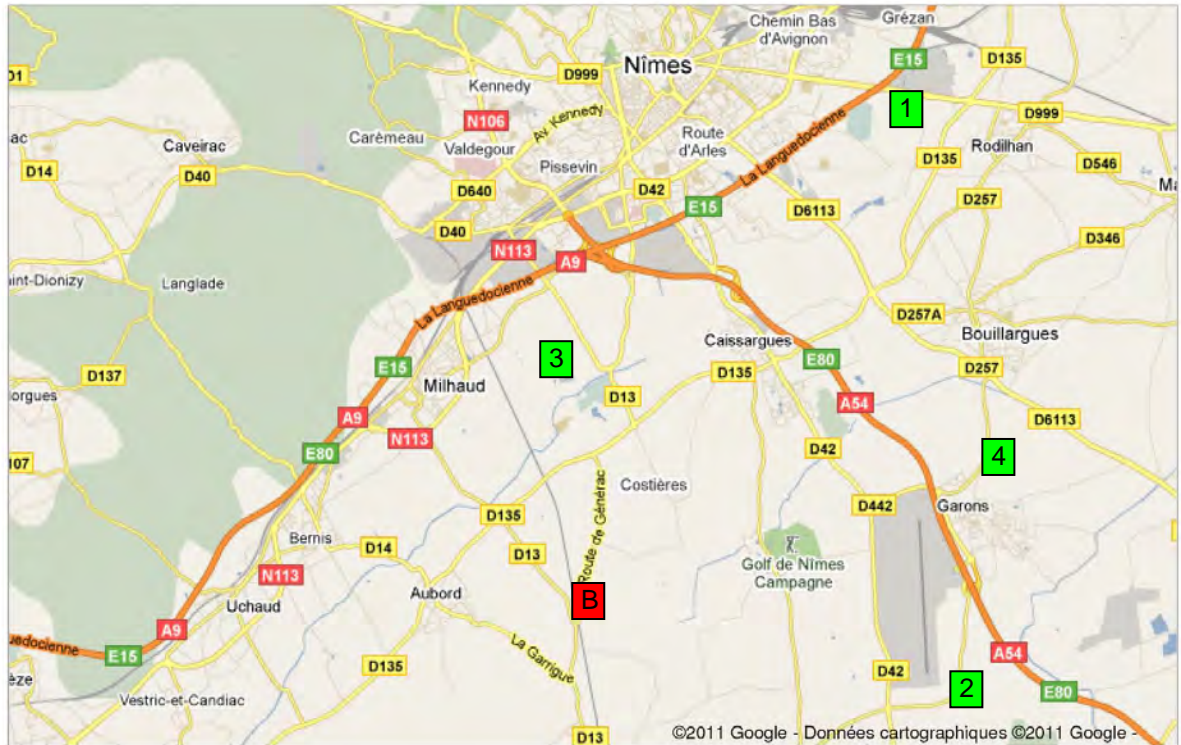 Chemin Bas
d'Avignon
Grézan
Nîmes
E15
D135
D1
D999
Kennedy
1
N106
Av. Kennedy
D999
ac
Caveirac
Carèmeau
Valdegour
Route
d'Arles
La Languedocienne
Rodilhan
D14
D40
Pissevin
D135
D546
Ma
D640
D42
D257
E15
D6113
D40
N113
D346
A9
int-Dionizy
Langlade
La Languedocienne
D257A
Bouillargues
3
Caissargues
E80
D137
E15
Milhaud
D135
D257
orgues
D13
A54
A9
N113
D6113
E80
D42
4
107
Costières
D442
Garons
D135
Route de Générac
Bernis
D14
D13
Golf de Nîmes
Campagne
N113
Uchaud
Aubord
B
A9
uedocienne
E15
La Garrigue
A54
D135
D42
2
E80
èze
Vestric-et-Candiac
D13
©2011 Google - Données cartographiques ©2011 Google -